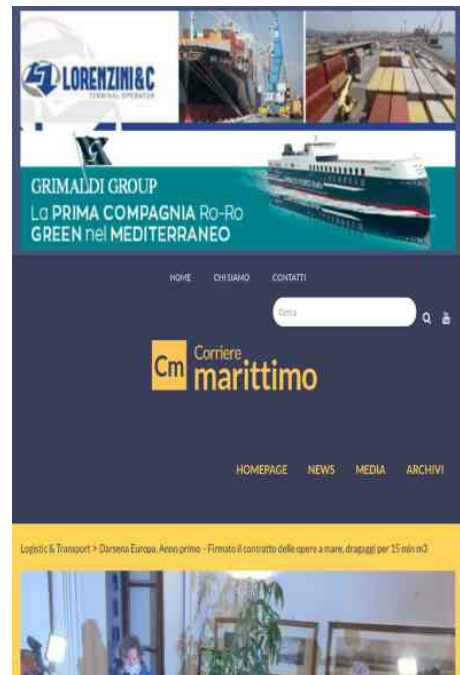 LORENZINI & C
TERMINAL OPERATOR
GRIMALDI GROUP
La PRIMA COMPAGNIA Ro-Ro
GREEN nel MEDITERRANEO
HOME CHI SIAMO CONTATTI
Cerca
Cm Corriere
marittimo
HOMEPAGE NEWS MEDIA ARCHIVI
Logistic & Transport > Darsena Europa, Anno primo - Firmato il contratto delle opere a mare, dragaggi per 15 mln m3